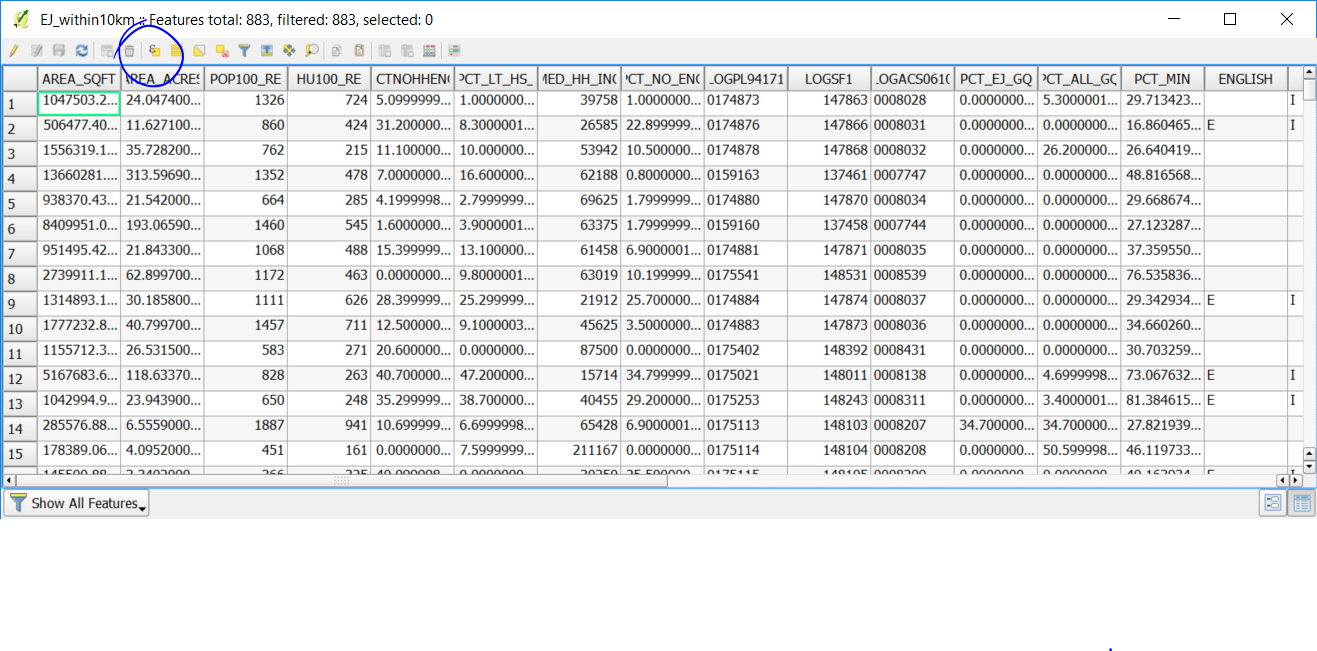 EJ_within10km :: Features total: 883, filtered: 883, selected: 0
AREA_SQFT AREA_ACRES POP100_RE HU100_RE CTNOHHENG PCT_LT_HS_ MED_HH_INC PCT_NO_ENG LOGPL94171 LOGSF1 LOGACS0610 PCT_EJ_GQ PCT_ALL_GQ PCT_MIN ENGLISH
1 1047503.2... 24.047400... 1326 724 5.0999999... 1.0000000... 39758 1.0000000... 0174873 147863 0008028 0.0000000... 5.3000001... 29.713423... I
2 506477.40... 11.627100... 860 424 31.200000... 8.3000001... 26585 22.899999... 0174876 147866 0008031 0.0000000... 0.0000000... 16.860465... E I
3 1556319.1... 35.728200... 762 215 11.100000... 10.000000... 53942 10.500000... 0174878 147868 0008032 0.0000000... 26.200000... 26.640419...
4 13660281.... 313.59690... 1352 478 7.0000000... 16.600000... 62188 0.8000000... 0159163 137461 0007747 0.0000000... 0.0000000... 48.816568...
5 938370.43... 21.542000... 664 285 4.1999998... 2.7999999... 69625 1.7999999... 0174880 147870 0008034 0.0000000... 0.0000000... 29.668674...
6 8409951.0... 193.06590... 1460 545 1.6000000... 3.9000001... 63375 1.7999999... 0159160 137458 0007744 0.0000000... 0.0000000... 27.123287...
7 951495.42... 21.843300... 1068 488 15.399999... 13.100000... 61458 6.9000001... 0174881 147871 0008035 0.0000000... 0.0000000... 37.359550...
8 2739911.1... 62.899700... 1172 463 0.0000000... 9.8000001... 63019 10.199999... 0175541 148531 0008539 0.0000000... 0.0000000... 76.535836...
9 1314893.1... 30.185800... 1111 626 28.399999... 25.299999... 21912 25.700000... 0174884 147874 0008037 0.0000000... 0.0000000... 29.342934... E I
10 1777232.8... 40.799700... 1457 711 12.500000... 9.1000003... 45625 3.5000000... 0174883 147873 0008036 0.0000000... 0.0000000... 34.660260...
11 1155712.3... 26.531500... 583 271 20.600000... 0.0000000... 87500 0.0000000... 0175402 148392 0008431 0.0000000... 0.0000000... 30.703259...
12 5167683.6... 118.63370... 828 263 40.700000... 47.200000... 15714 34.799999... 0175021 148011 0008138 0.0000000... 4.6999998... 73.067632... E I
13 1042994.9... 23.943900... 650 248 35.299999... 38.700000... 40455 29.200000... 0175253 148243 0008311 0.0000000... 3.4000001... 81.384615... E I
14 285576.88... 6.5559000... 1887 941 10.699999... 6.6999998... 65428 6.9000001... 0175113 148103 0008207 34.700000... 34.700000... 27.821939...
15 178389.06... 4.0952000... 451 161 0.0000000... 7.5999999... 211167 0.0000000... 0175114 148104 0008208 0.0000000... 50.599999... 46.119733...
Show All Features